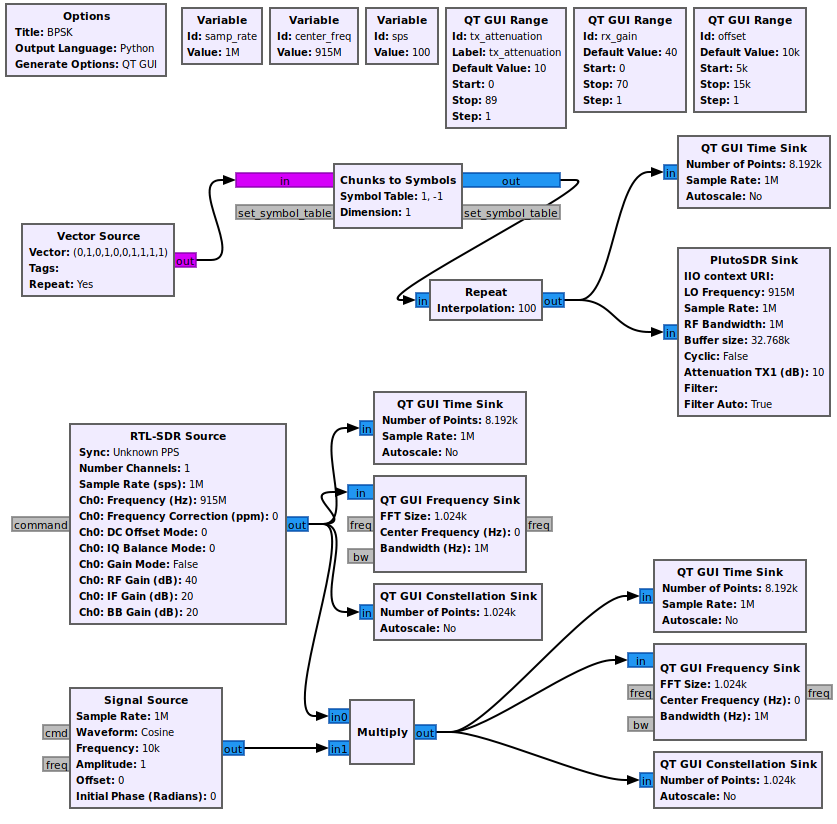 Options
Title: BPSK
Output Language: Python
Generate Options: QT GUI
Variable
Id: samp_rate
Value: 1M
Variable
Id: center_freq
Value: 915M
Variable
Id: sps
Value: 100
QT GUI Range
Id: tx_attenuation
Label: tx_attenuation
Default Value: 10
Start: 0
Stop: 89
Step: 1
QT GUI Range
Id: rx_gain
Default Value: 40
Start: 0
Stop: 70
Step: 1
QT GUI Range
Id: offset
Default Value: 10k
Start: 5k
Stop: 15k
Step: 1
Vector Source
Vector: (0,1,0,1,0,0,1,1,1,1)
Tags:
Repeat: Yes
out
in
set_symbol_table
Chunks to Symbols
Symbol Table: 1, -1
Dimension: 1
out
set_symbol_table
in
Repeat
Interpolation: 100
out
in
QT GUI Time Sink
Number of Points: 8.192k
Sample Rate: 1M
Autoscale: No
in
PlutoSDR Sink
IIO context URI:
LO Frequency: 915M
Sample Rate: 1M
RF Bandwidth: 1M
Buffer size: 32.768k
Cyclic: False
Attenuation TX1 (dB): 10
Filter:
Filter Auto: True
command
RTL-SDR Source
Sync: Unknown PPS
Number Channels: 1
Sample Rate (sps): 1M
Ch0: Frequency (Hz): 915M
Ch0: Frequency Correction (ppm): 0
Ch0: DC Offset Mode: 0
Ch0: IQ Balance Mode: 0
Ch0: Gain Mode: False
Ch0: RF Gain (dB): 40
Ch0: IF Gain (dB): 20
Ch0: BB Gain (dB): 20
out
in
QT GUI Time Sink
Number of Points: 8.192k
Sample Rate: 1M
Autoscale: No
in
freq
bw
QT GUI Frequency Sink
FFT Size: 1.024k
Center Frequency (Hz): 0
Bandwidth (Hz): 1M
freq
in
QT GUI Constellation Sink
Number of Points: 1.024k
Autoscale: No
cmd
freq
Signal Source
Sample Rate: 1M
Waveform: Cosine
Frequency: 10k
Amplitude: 1
Offset: 0
Initial Phase (Radians): 0
out
in0
in1
Multiply
out
in
QT GUI Time Sink
Number of Points: 8.192k
Sample Rate: 1M
Autoscale: No
in
freq
bw
QT GUI Frequency Sink
FFT Size: 1.024k
Center Frequency (Hz): 0
Bandwidth (Hz): 1M
freq
in
QT GUI Constellation Sink
Number of Points: 1.024k
Autoscale: No